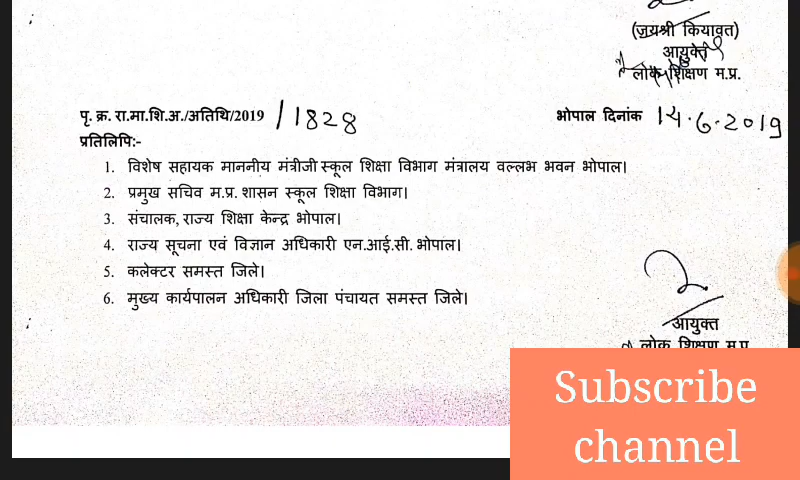 (जयश्री कियावत)
आयुक्त
लोक शिक्षण म.प्र.
पृ. क्र. रा.मा.शि.अ./अतिथि/2019 /1828 भोपाल दिनांक 14.6.2019
प्रतिलिपि:-
1. विशेष सहायक माननीय मंत्रीजी स्कूल शिक्षा विभाग मंत्रालय वल्लभ भवन भोपाल।
2. प्रमुख सचिव म.प्र. शासन स्कूल शिक्षा विभाग।
3. संचालक, राज्य शिक्षा केन्द्र भोपाल।
4. राज्य सूचना एवं विज्ञान अधिकारी एन.आई.सी. भोपाल।
5. कलेक्टर समस्त जिले।
6. मुख्य कार्यपालन अधिकारी जिला पंचायत समस्त जिले।
आयुक्त
लोक शिक्षण म.प्र.
Subscribe
channel